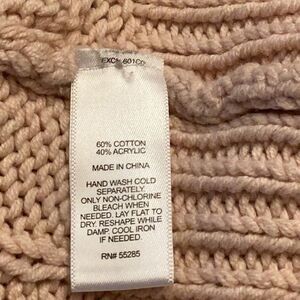 60% COTTON
40% ACRYLIC
MADE IN CHINA
HAND WASH COLD
SEPARATELY.
ONLY NON-CHLORINE
BLEACH WHEN
NEEDED. LAY FLAT TO
DRY. RESHAPE WHILE
DAMP. COOL IRON
IF NEEDED.
RN# 55285